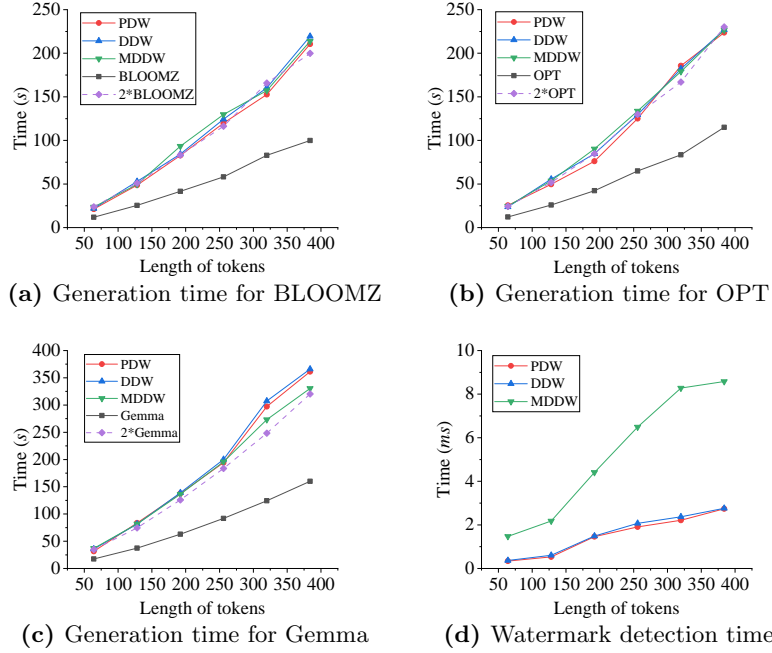 250
200
150
100
50
0
Time (s)
PDW
DDW
MDDW
BLOOMZ
2*BLOOMZ
50 100 150 200 250 300 350 400
Length of tokens
(a) Generation time for BLOOMZ
250
200
150
100
50
0
Time (s)
PDW
DDW
MDDW
OPT
2*OPT
50 100 150 200 250 300 350 400
Length of tokens
(b) Generation time for OPT
400
350
300
250
200
150
100
50
0
Time (s)
PDW
DDW
MDDW
Gemma
2*Gemma
50 100 150 200 250 300 350 400
Length of tokens
(c) Generation time for Gemma
10
8
6
4
2
0
Time (ms)
PDW
DDW
MDDW
50 100 150 200 250 300 350 400
Length of tokens
(d) Watermark detection time